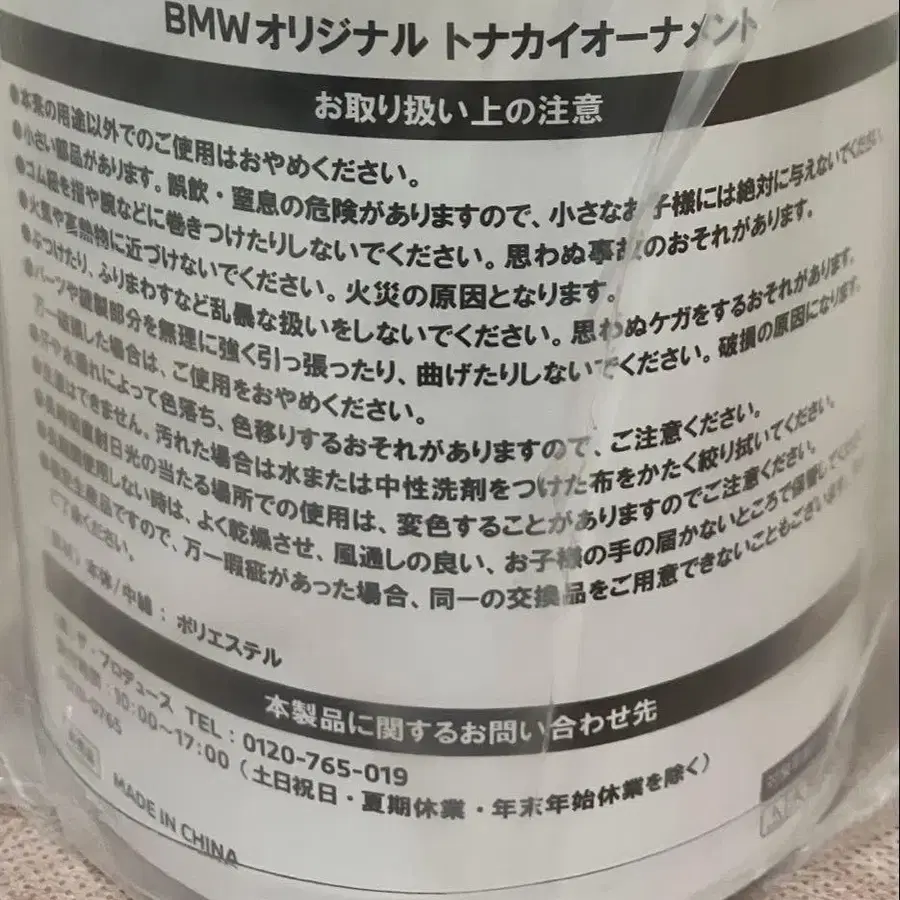 BMWオリジナル トナカイオーナメント
お取り扱い上の注意
●本来の用途以外でのご使用はおやめください。
●小さい部品があります。誤飲・窒息の危険がありますので、小さなお子様には絶対に与えないでください。
●ゴム紐を指や腕などに巻きつけたりしないでください。思わぬ事故のおそれがあります。
●火気や高熱物に近づけないでください。火災の原因となります。
●ぶつけたり、ふりまわすなど乱暴な扱いをしないでください。思わぬケガをするおそれがあります。
●パーツや縫製部分を無理に強く引っ張ったり、曲げたりしないでください。破損の原因になります。
万一破損した場合は、ご使用をおやめください。
●汗や水濡れによって色落ち、色移りするおそれがありますので、ご注意ください。
●洗濯はできません。汚れた場合は水または中性洗剤をつけた布をかたく絞り拭いてください。
●長時間直射日光の当たる場所での使用は、変色することがありますのでご注意ください。
●長期間使用しない時は、よく乾燥させ、風通しの良い、お子様の手の届かないところで保管してください
生産品ですので、万一瑕疵があった場合、同一の交換品をご用意できないこともございます
ご了承ください。
本体/中綿：ポリエステル
本製品に関するお問い合わせ先
ザ・プロデュース TEL：0120-765-019
受付時間：10:00〜17:00（土日祝日・夏期休業・年末年始休業を除く）
0765
MADE IN CHINA